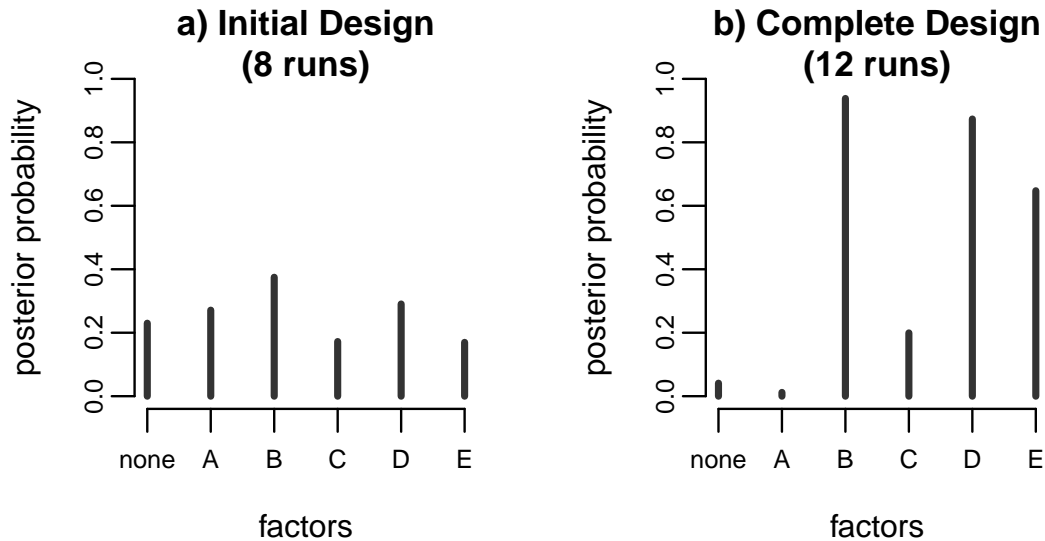 a) Initial Design
(8 runs)
posterior probability
1.0
0.8
0.6
0.4
0.2
0.0
none A B C D E
factors
b) Complete Design
(12 runs)
posterior probability
1.0
0.8
0.6
0.4
0.2
0.0
none A B C D E
factors